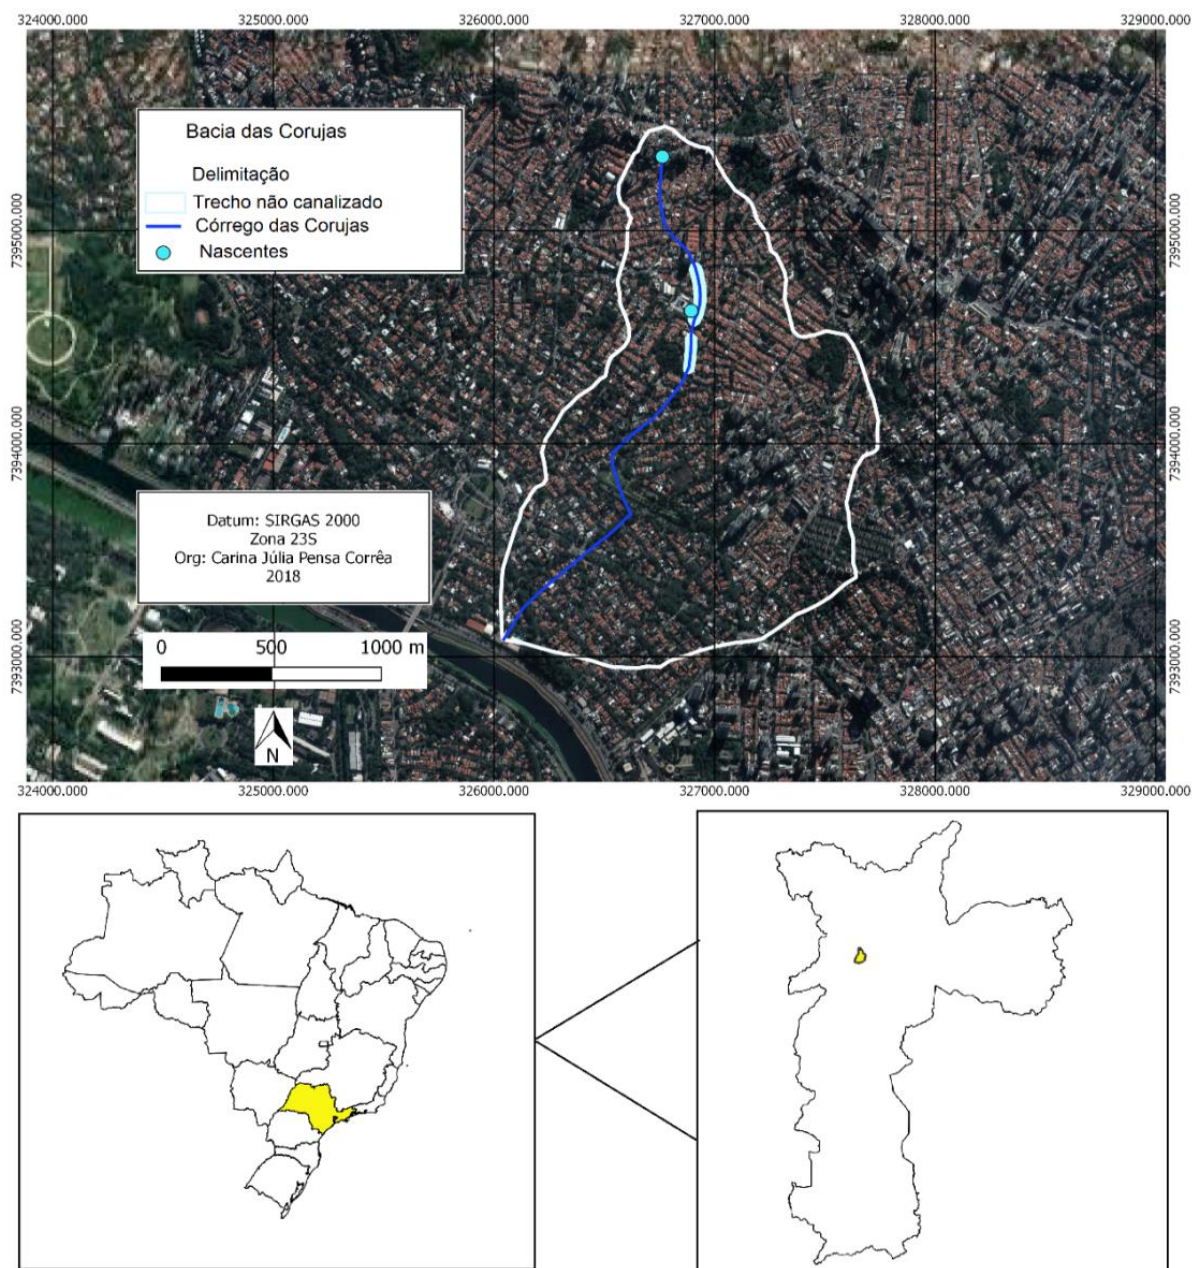 324000.000 325000.000 326000.000 327000.000 328000.000 329000.000
Bacia das Corujas
Delimitação
Trecho não canalizado
Córrego das Corujas
Nascentes
7395000.000
7395000.000
7394000.000
7394000.000
Datum: SIRGAS 2000
Zona 23S
Org: Carina Júlia Pensa Corrêa
2018
0 500 1000 m
7393000.000
7393000.000
N
324000.000 325000.000 326000.000 327000.000 328000.000 329000.000